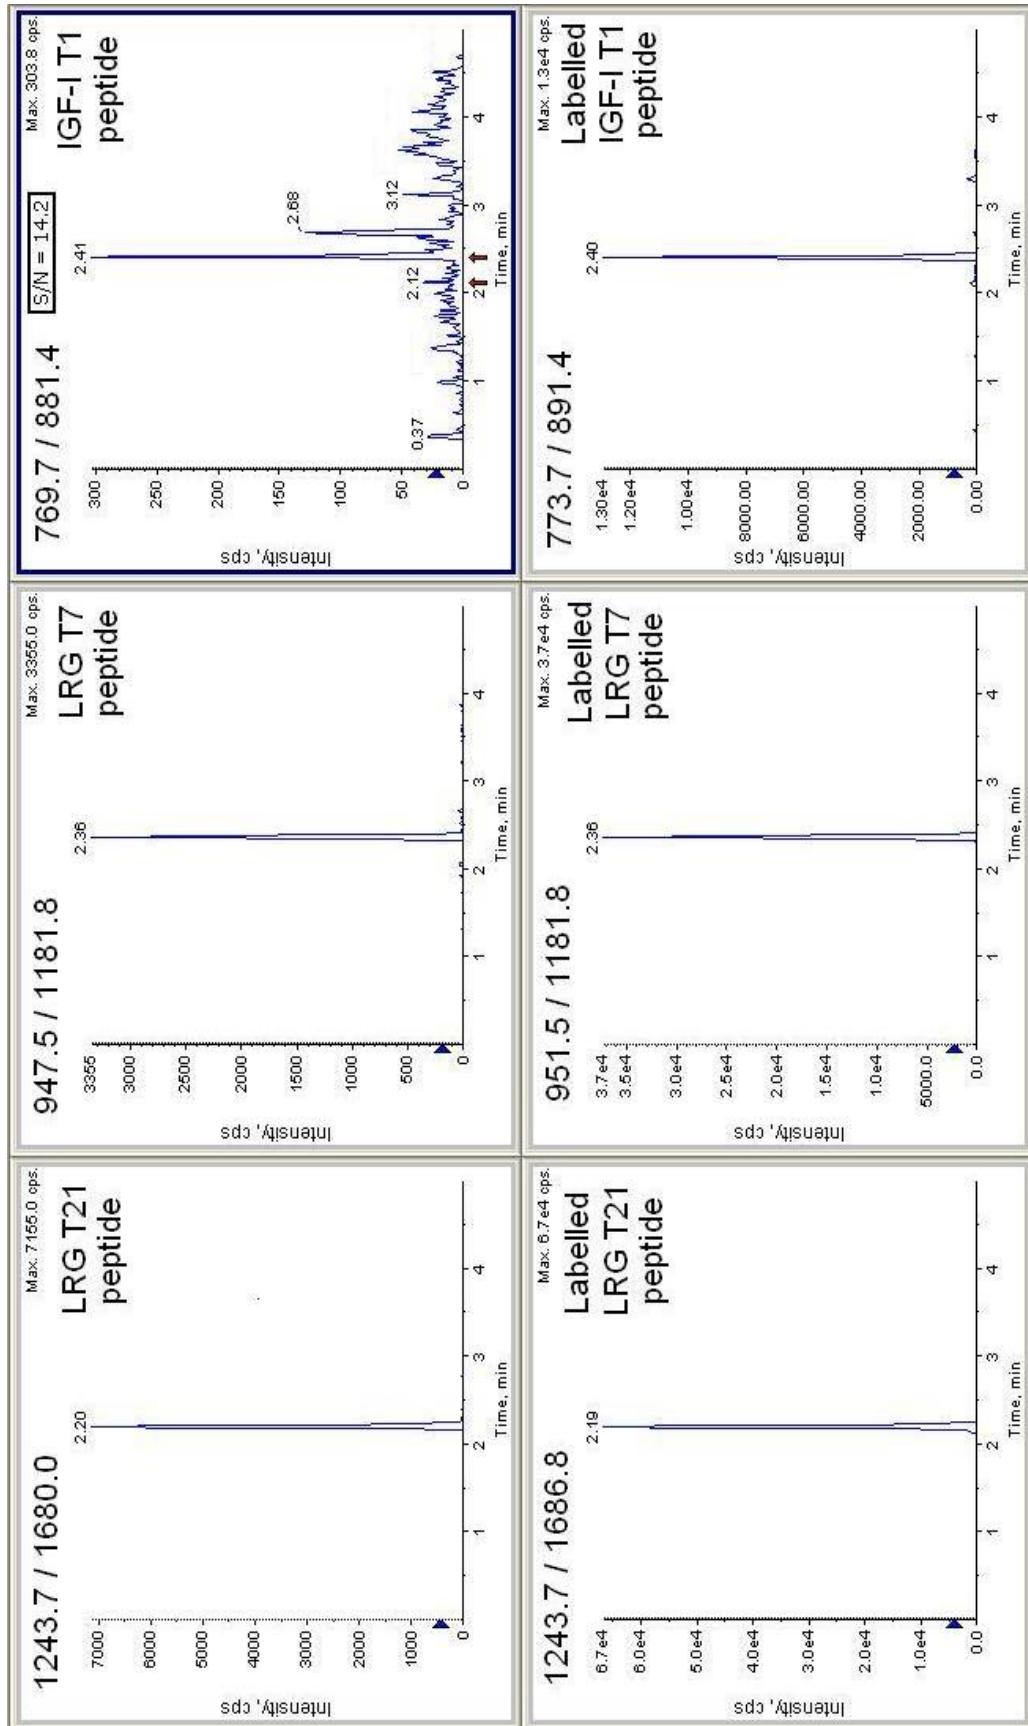 1243.7 / 1680.0
Max. 7155.0 cps.
LRG T21
peptide
2.20
7000
6000
5000
4000
3000
2000
1000
0
Intensity, cps
1 2 3 4
Time, min
947.5 / 1181.8
Max. 3355.0 cps.
LRG T7
peptide
2.36
3355
3000
2500
2000
1500
1000
500
0
Intensity, cps
1 2 3 4
Time, min
769.7 / 881.4
S/N = 14.2
Max. 303.8 cps.
IGF-I T1
peptide
2.41
2.68
3.12
2.12
0.37
300
250
200
150
100
50
0
Intensity, cps
1 2 3 4
Time, min
1243.7 / 1686.8
Max. 6.7e4 cps.
Labelled
LRG T21
peptide
2.19
6.7e4
6.0e4
5.0e4
4.0e4
3.0e4
2.0e4
1.0e4
0.0
Intensity, cps
1 2 3 4
Time, min
951.5 / 1181.8
Max. 3.7e4 cps.
Labelled
LRG T7
peptide
2.36
3.7e4
3.5e4
3.0e4
2.5e4
2.0e4
1.5e4
1.0e4
5000.0
0.0
Intensity, cps
1 2 3 4
Time, min
773.7 / 891.4
Max. 1.3e4 cps.
Labelled
IGF-I T1
peptide
2.40
1.30e4
1.20e4
1.00e4
8000.00
6000.00
4000.00
2000.00
0.00
Intensity, cps
1 2 3 4
Time, min